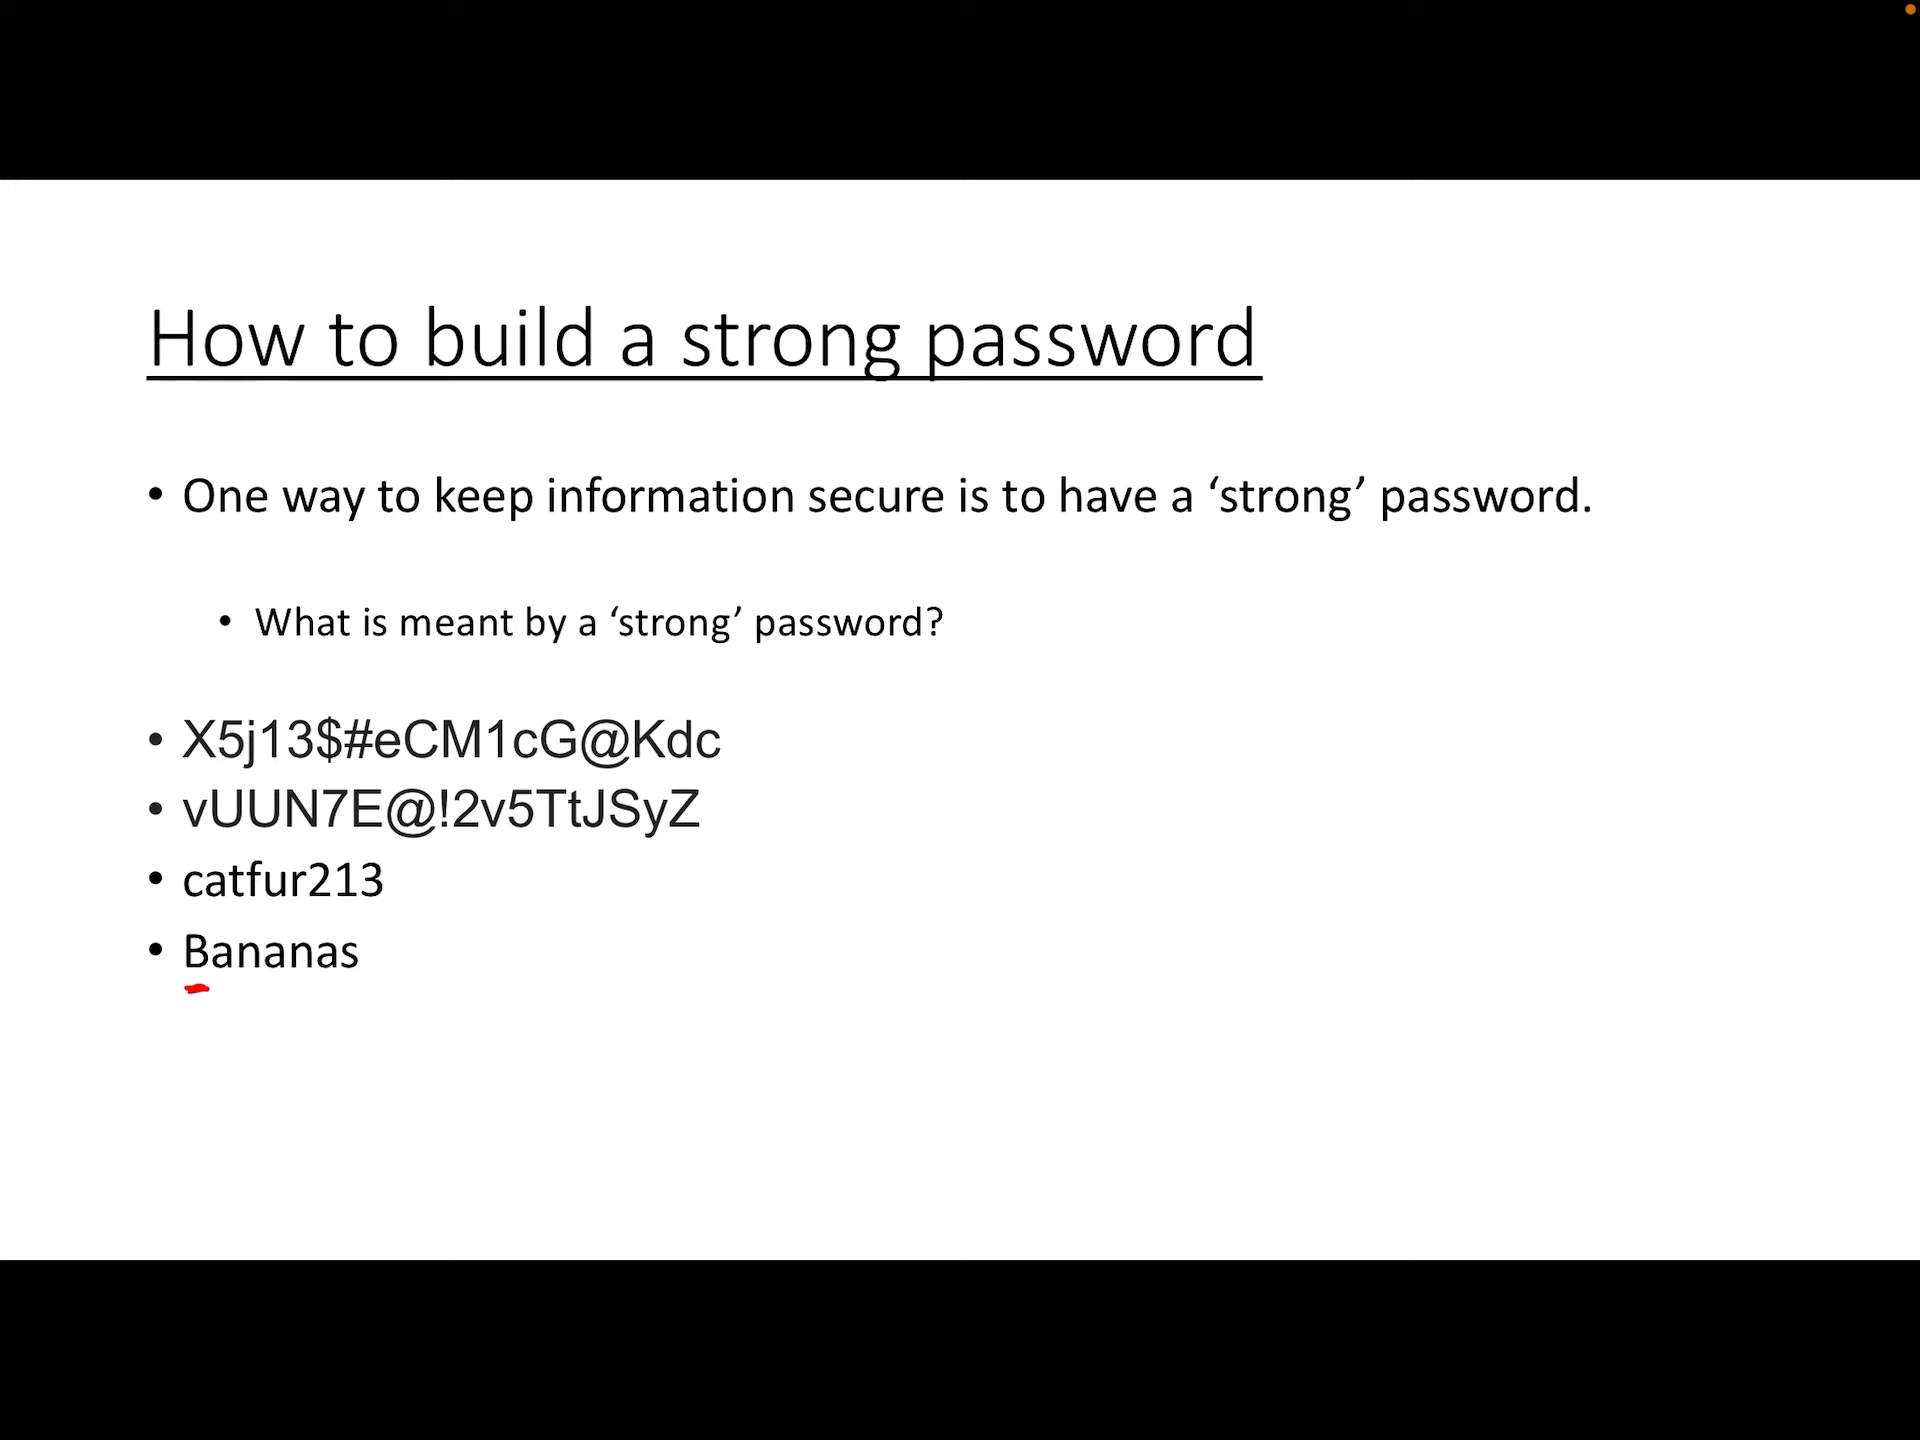 How to build a strong password
• One way to keep information secure is to have a ‘strong’ password.
• What is meant by a ‘strong’ password?
• X5j13$#eCM1cG@Kdc
• vUUN7E@!2v5TtJSyZ
• catfur213
• Bananas